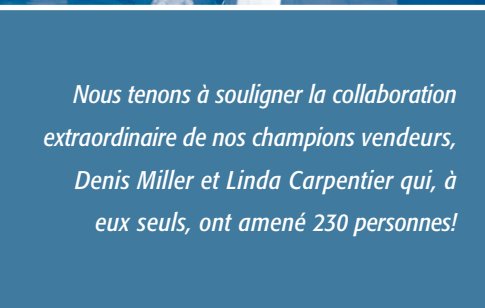 Nous tenons à souligner la collaboration
extraordinaire de nos champions vendeurs,
Denis Miller et Linda Carpentier qui, à
eux seuls, ont amené 230 personnes!